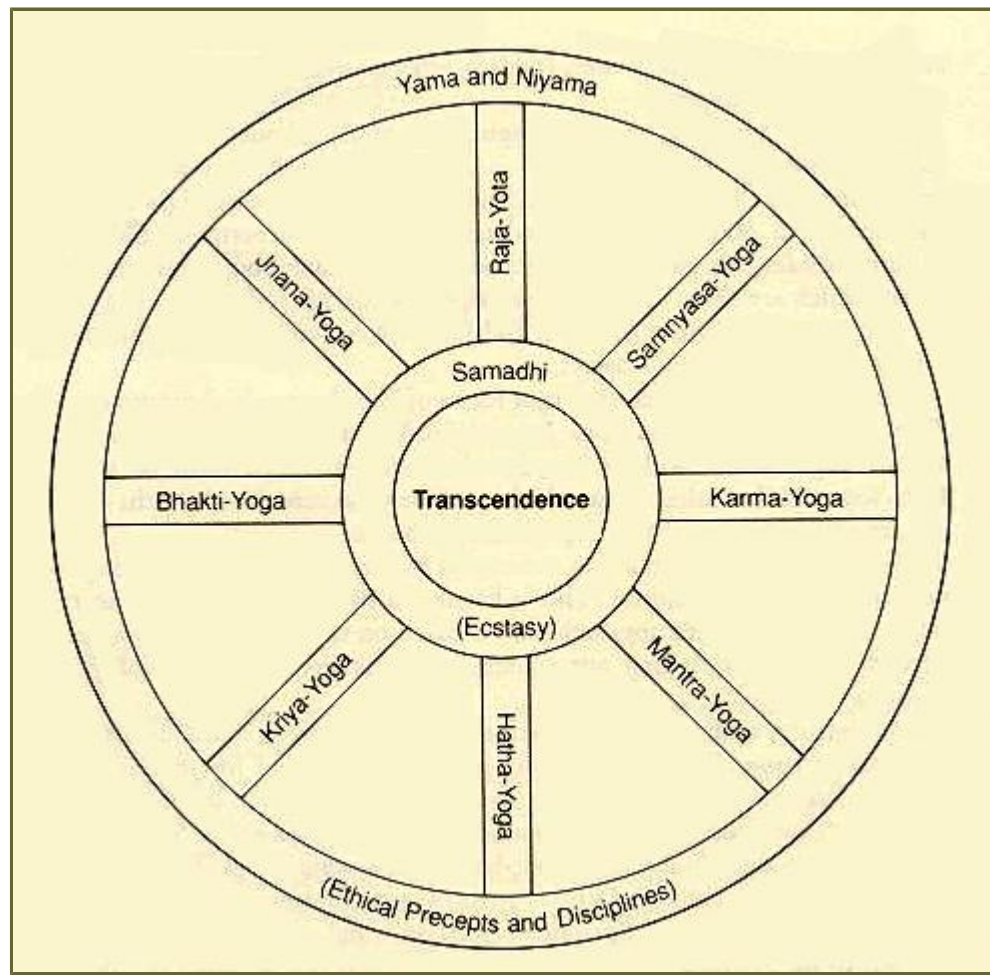 Yama and Niyama
Raja-Yota
Jnana-Yoga
Samnyasa-Yoga
Samadhi
Bhakti-Yoga
Transcendence
Karma-Yoga
(Ecstasy)
Kriya-Yoga
Mantra-Yoga
Hatha-Yoga
(Ethical Precepts and Disciplines)